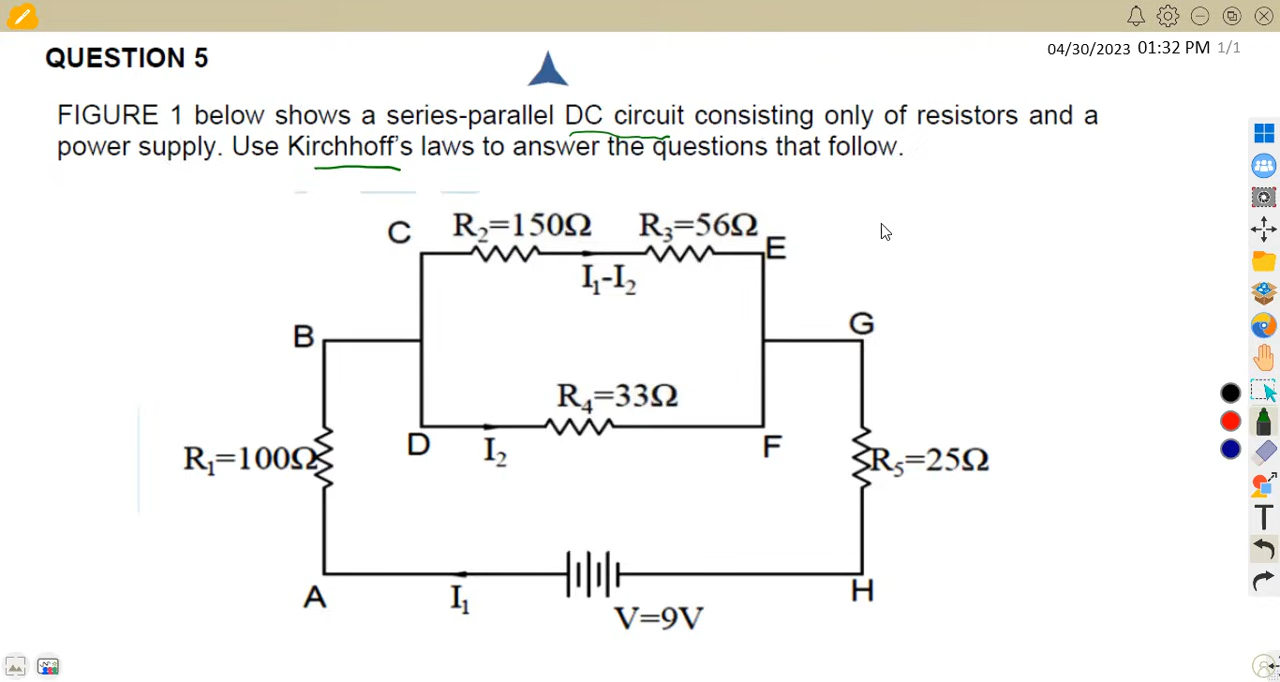 04/30/2023 01:32 PM 1/1
QUESTION 5
FIGURE 1 below shows a series-parallel DC circuit consisting only of resistors and a
power supply. Use Kirchhoff's laws to answer the questions that follow.
C R₂=150Ω R₃=56Ω E
I₁-I₂
B G
R₄=33Ω
D I₂ F
R₁=100Ω R₅=25Ω
A I₁ H
V=9V
T